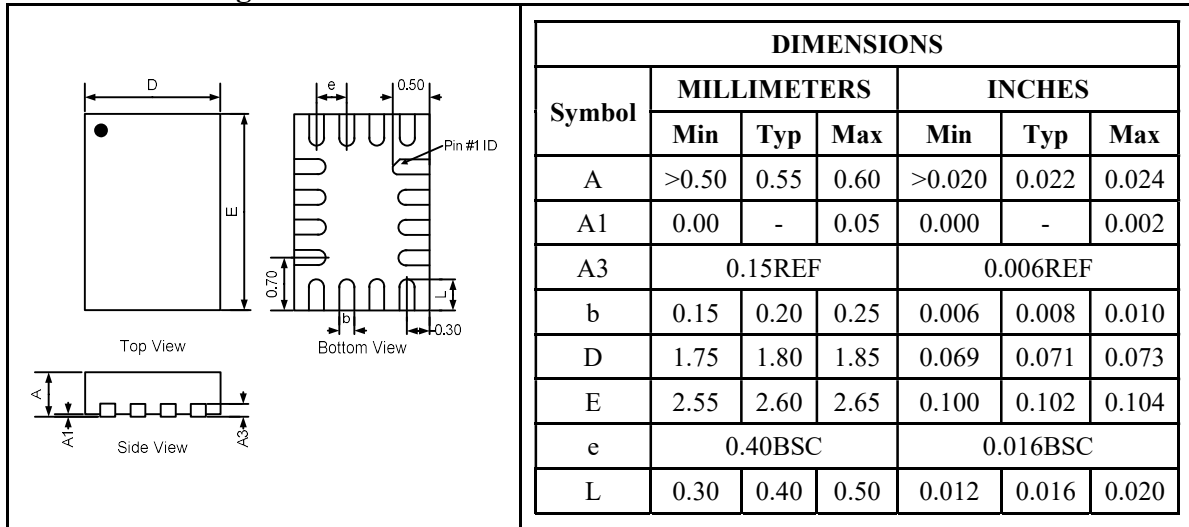 D
e
0.50
Pin #1 ID
E
0.70
L
b
0.30
Top View
Bottom View
A
A1
A3
Side View
DIMENSIONS
Symbol MILLIMETERS INCHES
Min Typ Max Min Typ Max
A >0.50 0.55 0.60 >0.020 0.022 0.024
A1 0.00 - 0.05 0.000 - 0.002
A3 0.15REF 0.006REF
b 0.15 0.20 0.25 0.006 0.008 0.010
D 1.75 1.80 1.85 0.069 0.071 0.073
E 2.55 2.60 2.65 0.100 0.102 0.104
e 0.40BSC 0.016BSC
L 0.30 0.40 0.50 0.012 0.016 0.020